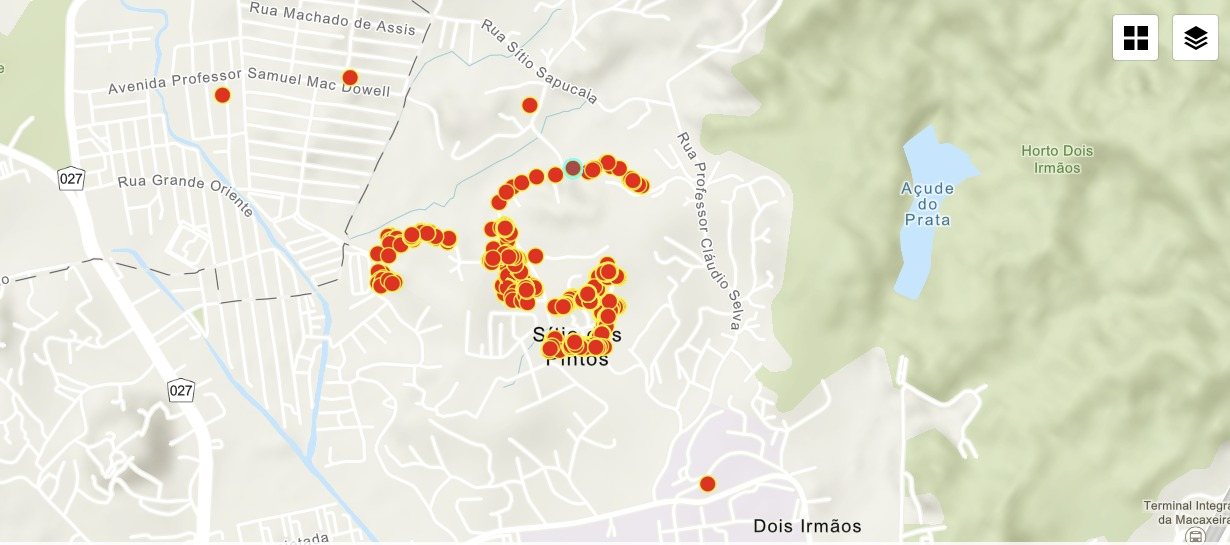 Rua Machado de Assis
Rua Sítio Sapucaia
Avenida Professor Samuel Mac Dowell
027
Rua Grande Oriente
Rua Professor Cláudio Selva
Horto Dois
Irmãos
Açude
do
Prata
Sítio dos
Pintos
027
Dois Irmãos
Terminal Integra
da Macaxeira